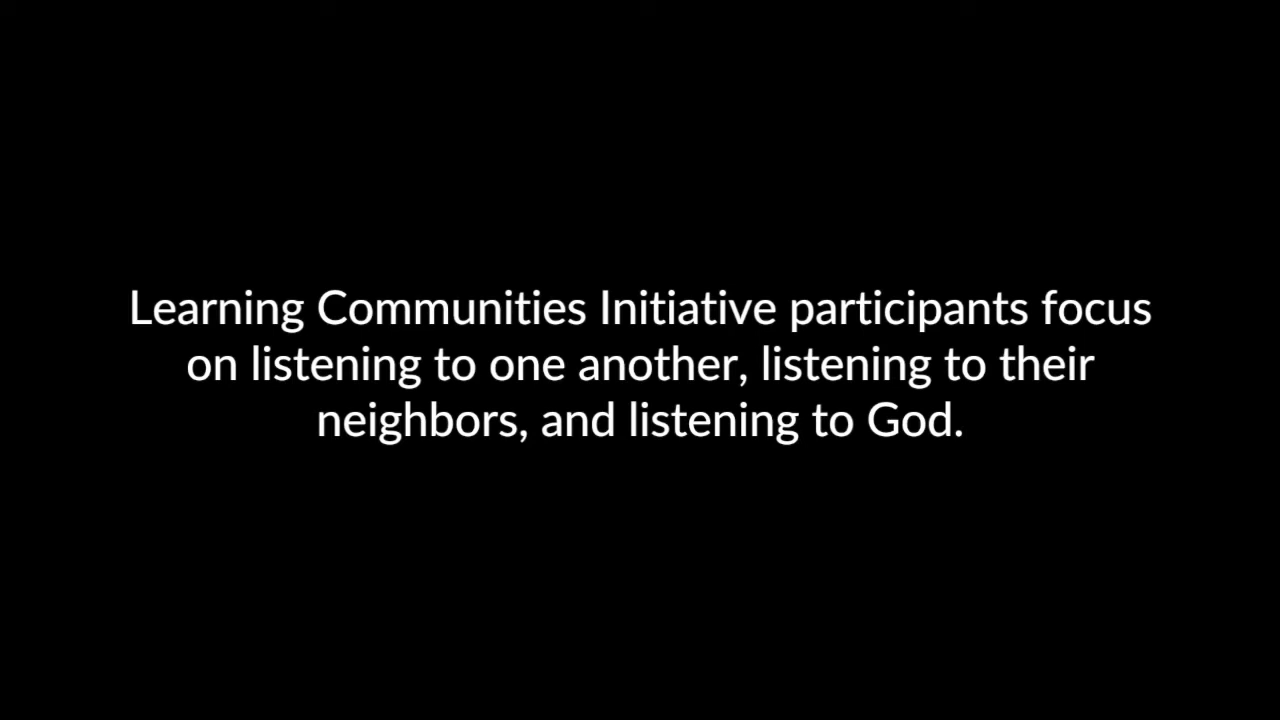 Learning Communities Initiative participants focus
on listening to one another, listening to their
neighbors, and listening to God.